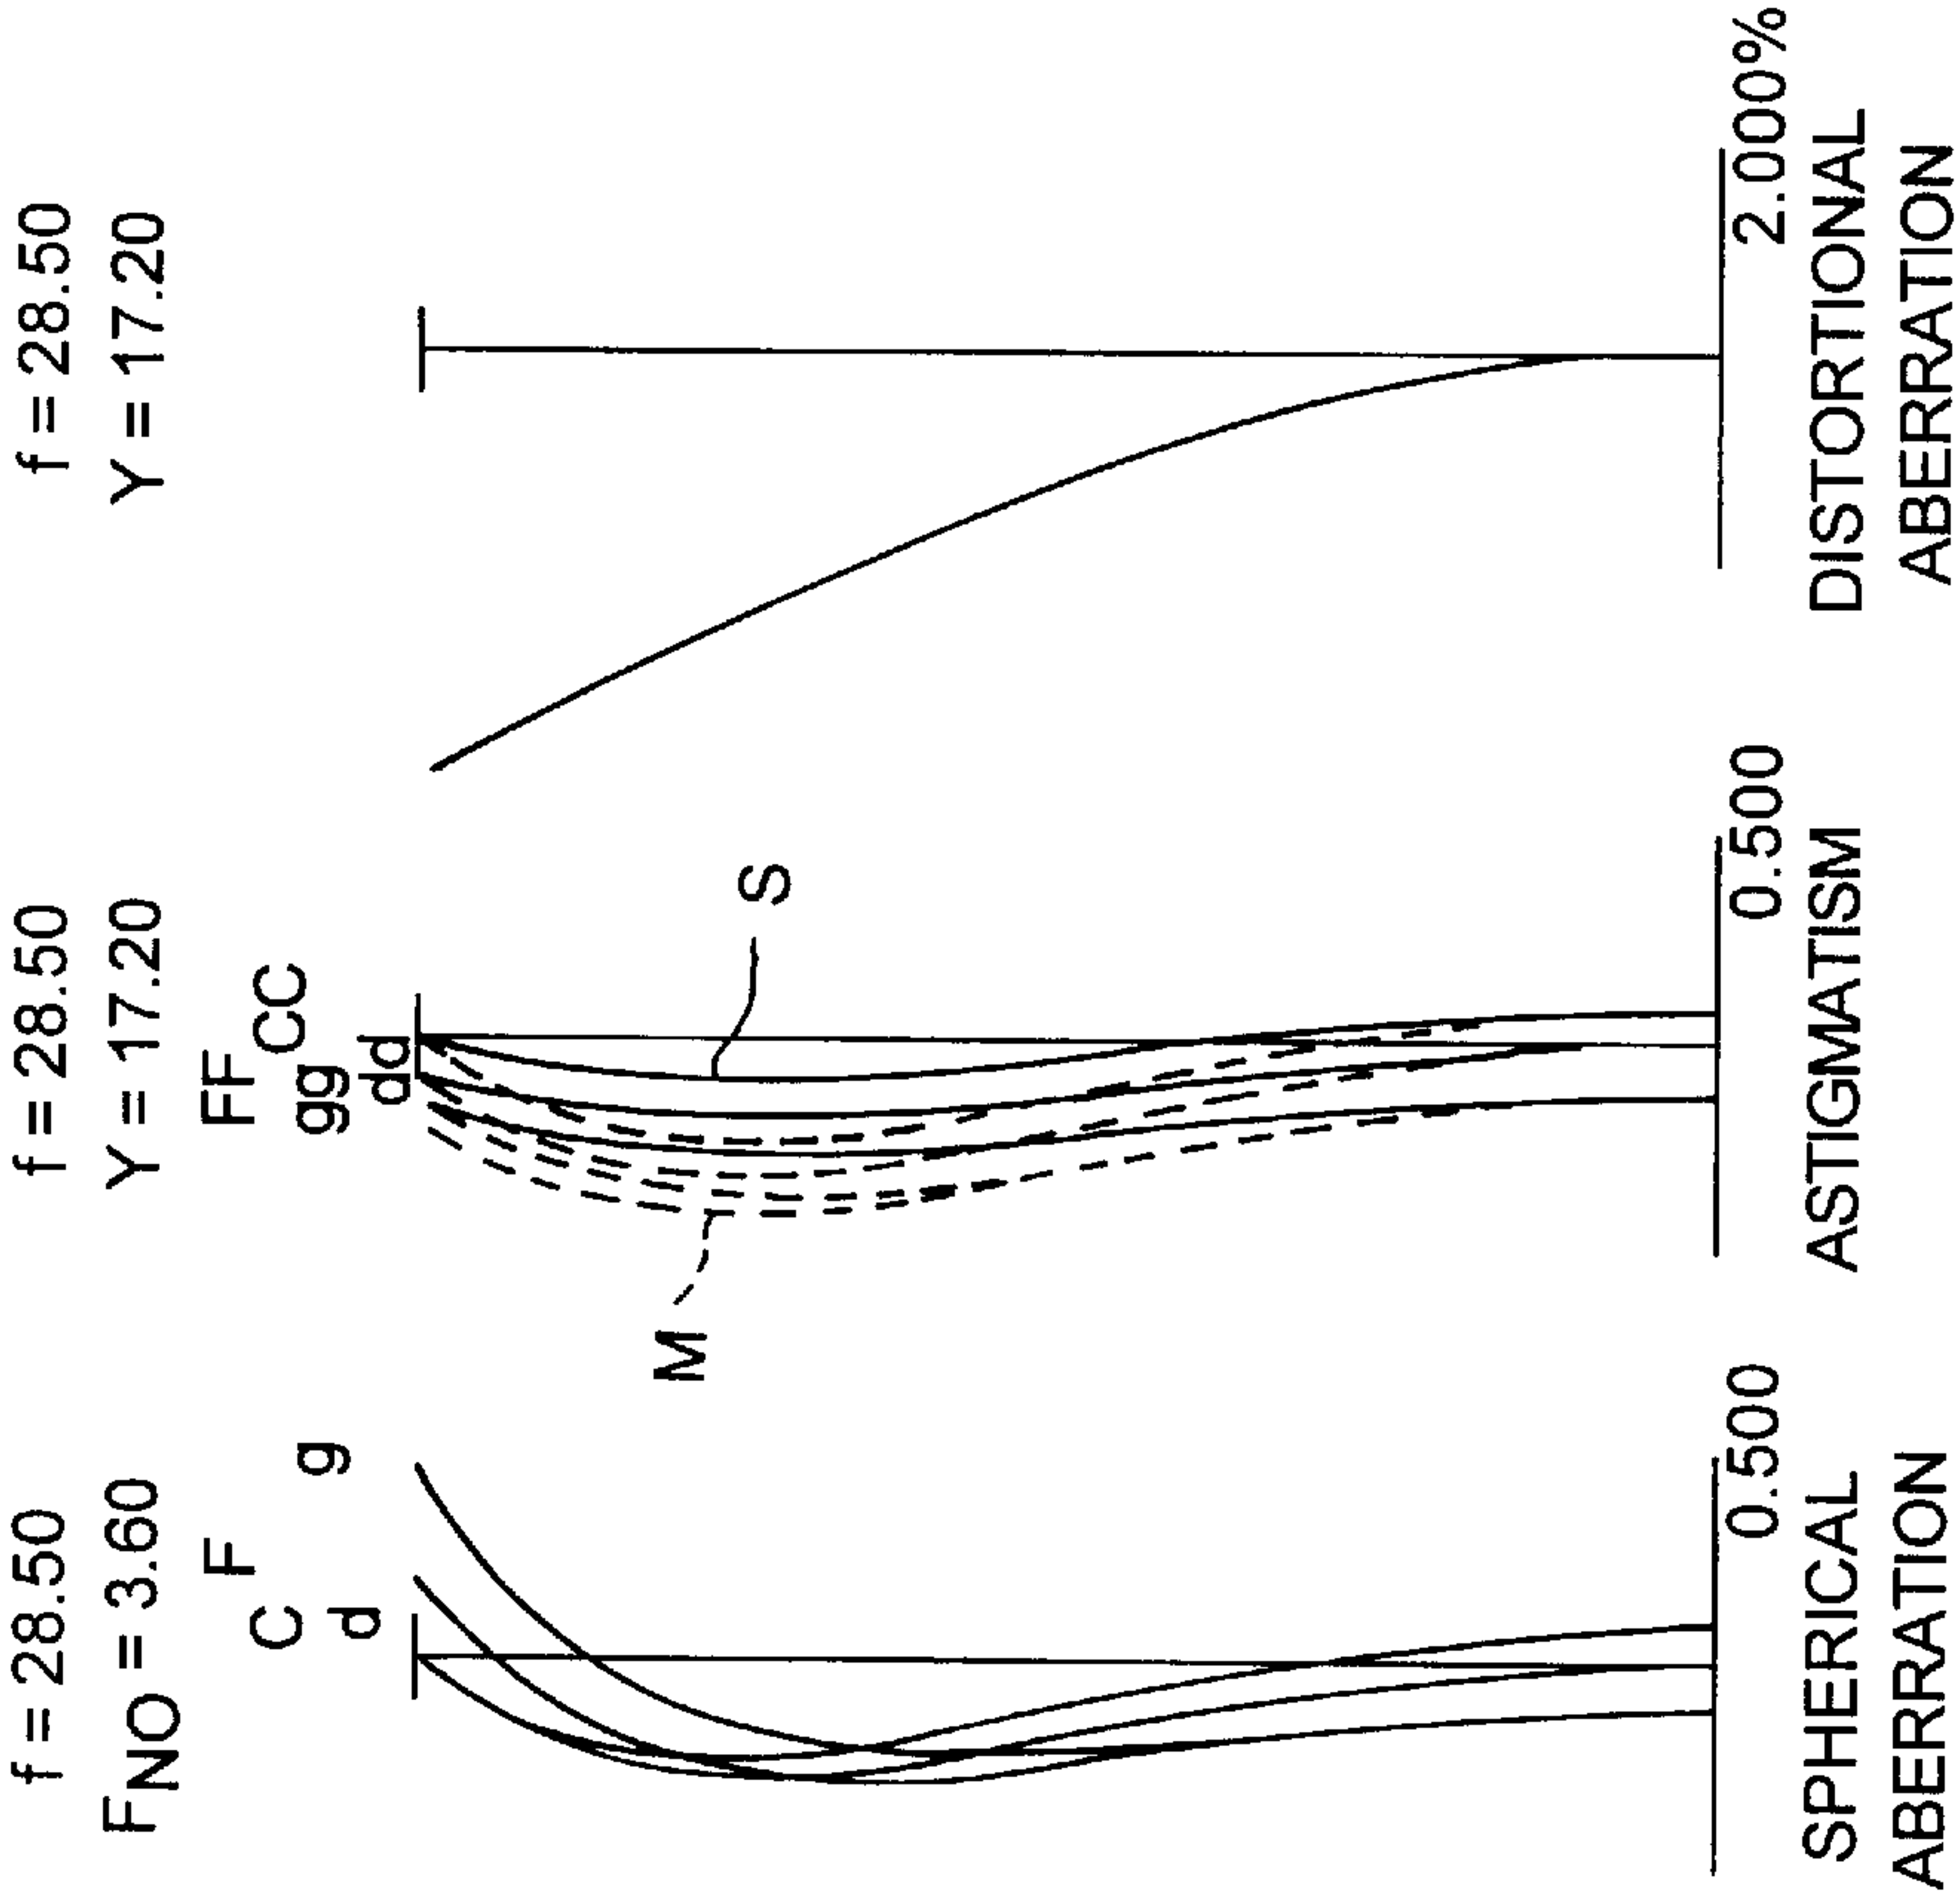 f = 28.50
FNO = 3.60
F
C
g
d
0.500
SPHERICAL
ABERRATION
f = 28.50
Y = 17.20
FF
CC
gg
dd
M
S
0.500
ASTIGMATISM
f = 28.50
Y = 17.20
2.000%
DISTORTIONAL
ABERRATION